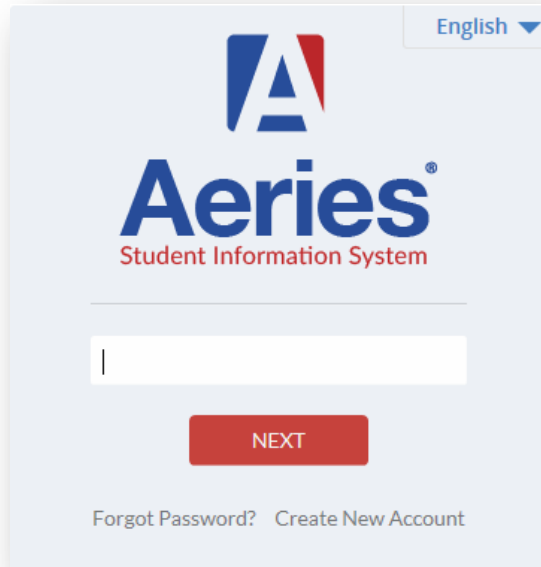 English
A
Aeries®
Student Information System
NEXT
Forgot Password? Create New Account